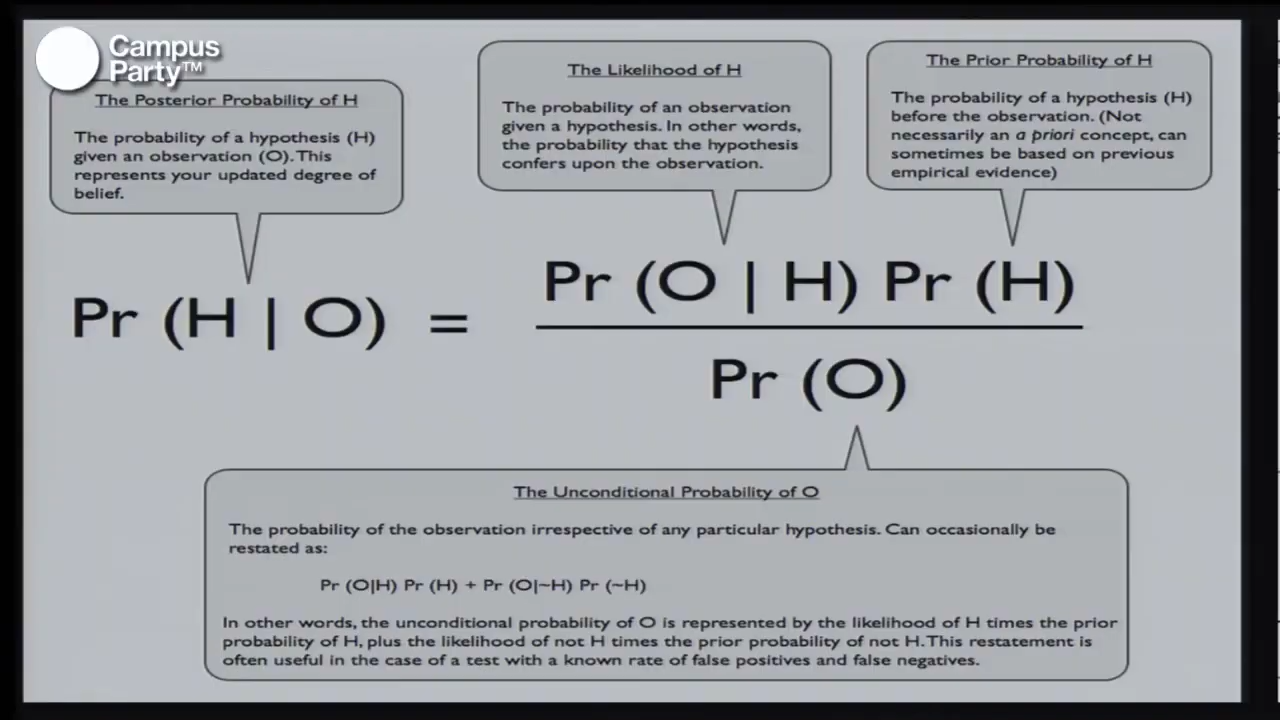 Campus
Party™
The Posterior Probability of H
The probability of a hypothesis (H)
given an observation (O). This
represents your updated degree of
belief.
The Likelihood of H
The probability of an observation
given a hypothesis. In other words,
the probability that the hypothesis
confers upon the observation.
The Prior Probability of H
The probability of a hypothesis (H)
before the observation. (Not
necessarily an a priori concept, can
sometimes be based on previous
empirical evidence)
Pr (H | O) =
Pr (O | H) Pr (H)
Pr (O)
The Unconditional Probability of O
The probability of the observation irrespective of any particular hypothesis. Can occasionally be
restated as:
Pr (O|H) Pr (H) + Pr (O|~H) Pr (~H)
In other words, the unconditional probability of O is represented by the likelihood of H times the prior
probability of H, plus the likelihood of not H times the prior probability of not H. This restatement is
often useful in the case of a test with a known rate of false positives and false negatives.